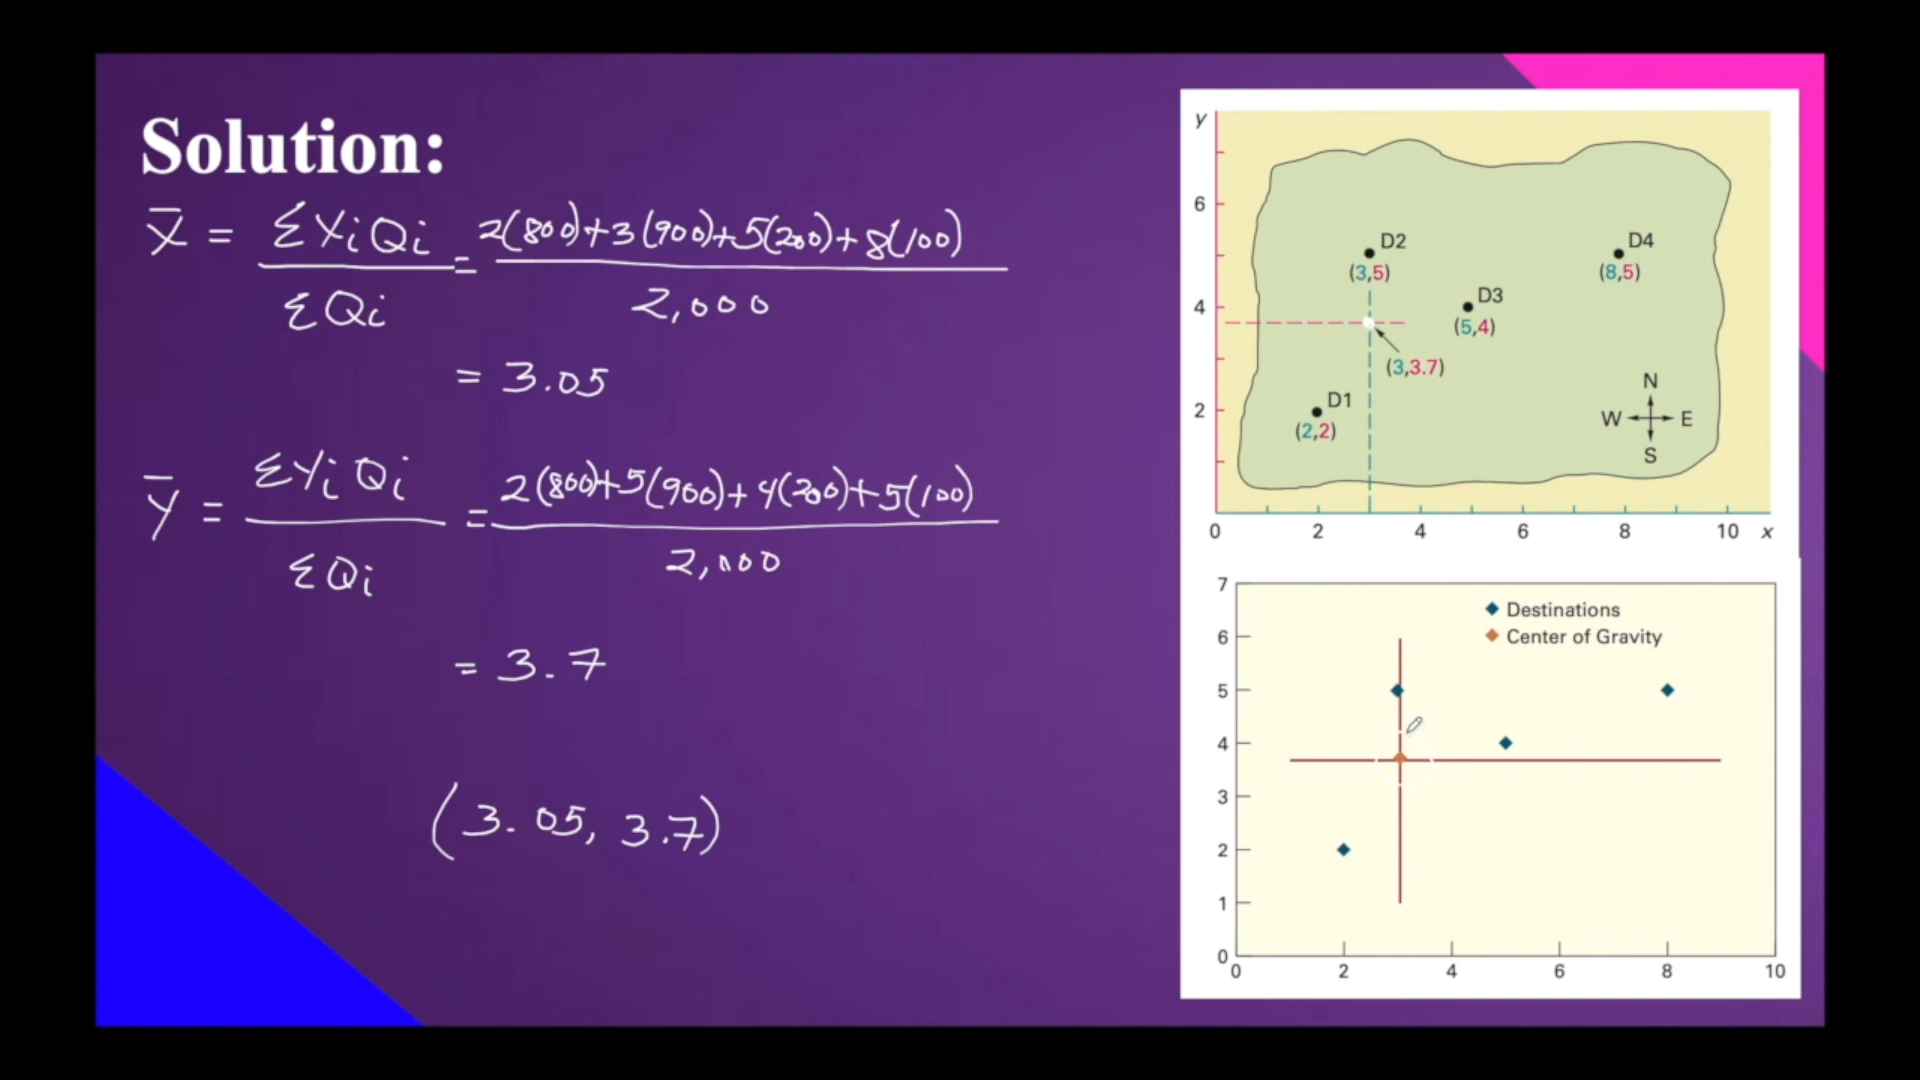 Solution:
X̄ = ΣXiQi / ΣQi = 2(800)+3(900)+5(200)+8(100) / 2,000
= 3.05
Ȳ = ΣYiQi / ΣQi = 2(800)+5(900)+4(200)+5(100) / 2,000
= 3.7
(3.05, 3.7)
y
6
4
2
0 2 4 6 8 10 x
D2
(3,5)
D4
(8,5)
D3
(5,4)
(3,3.7)
D1
(2,2)
N
W E
S
7
6
5
4
3
2
1
0
0 2 4 6 8 10
Destinations
Center of Gravity